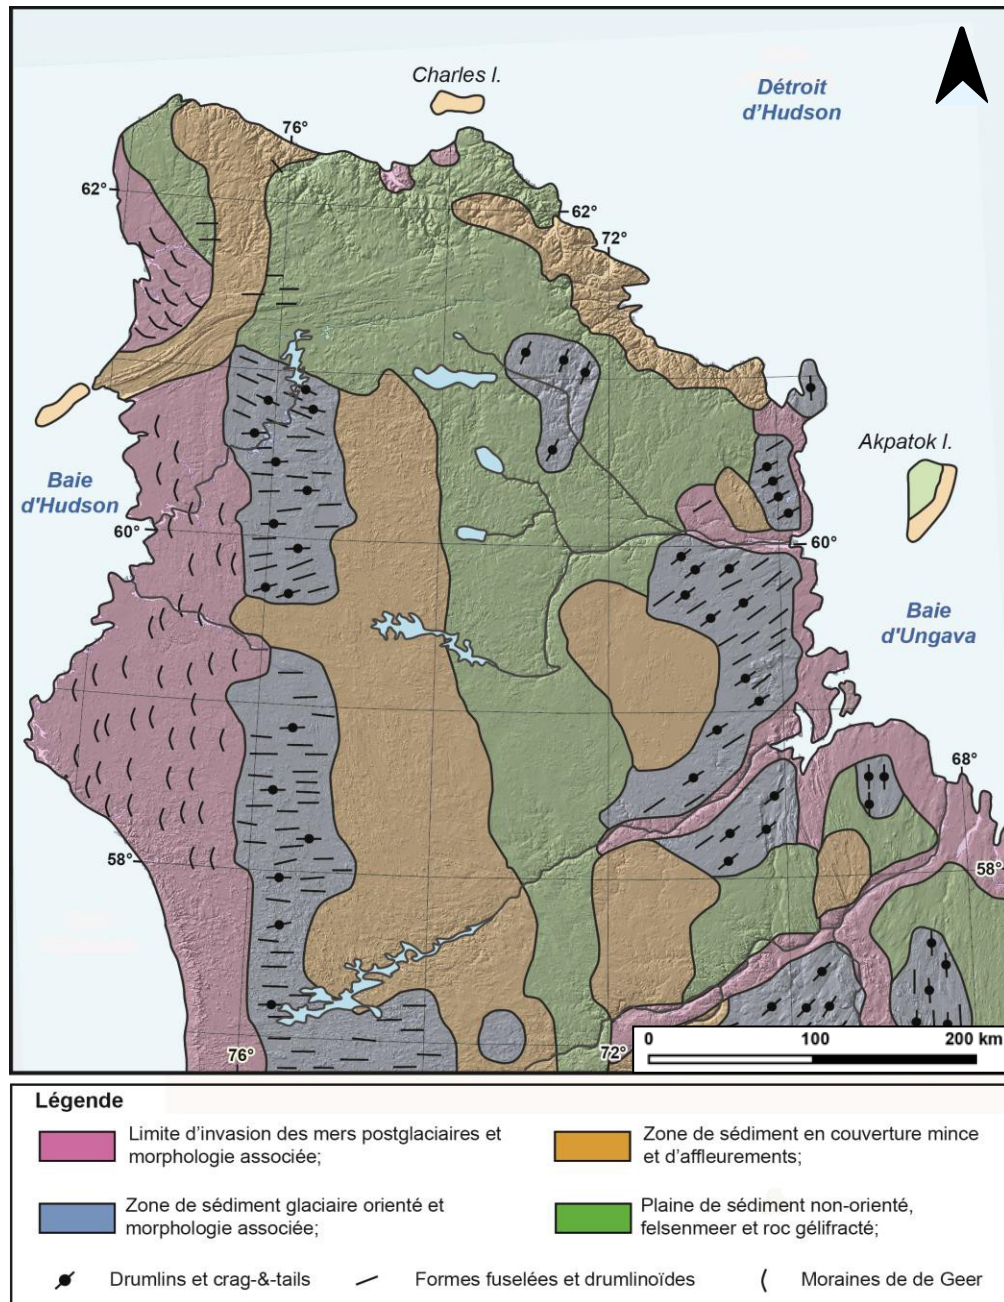 Charles I.
Détroit
d'Hudson
76°
62°
62°
72°
Akpatok I.
Baie
d'Hudson
60°
60°
Baie
d'Ungava
68°
58°
58°
76°
72°
0 100 200 km
Légende
Limite d'invasion des mers postglaciaires et
morphologie associée;
Zone de sédiment en couverture mince
et d'affleurements;
Zone de sédiment glaciaire orienté et
morphologie associée;
Plaine de sédiment non-orienté,
felsenmeer et roc gélifracté;
Drumlins et crag-&-tails
Formes fuselées et drumlinoïdes
Moraines de de Geer